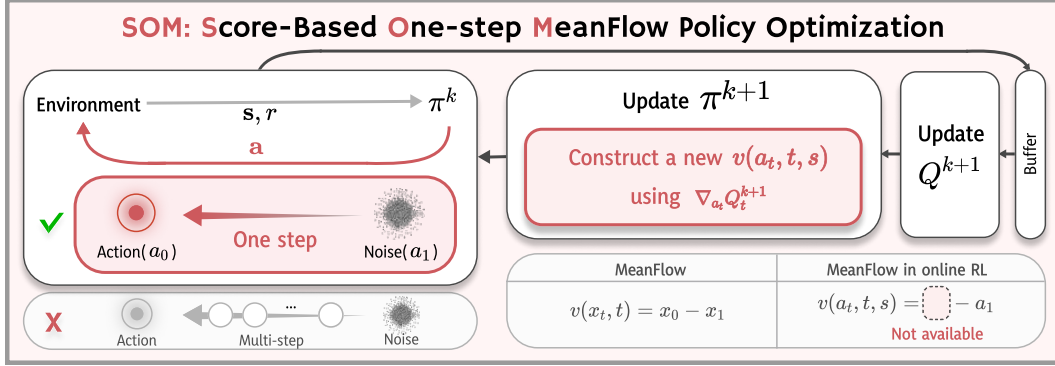 SOM: Score-Based One-step MeanFlow Policy Optimization
Environment
s, r
π^k
a
Action(a_0)
One step
Noise(a_1)
Action
...
Multi-step
Noise
Update π^{k+1}
Construct a new v(a_t, t, s)
using ∇_{a_t} Q_t^{k+1}
Update
Q^{k+1}
Buffer
MeanFlow
MeanFlow in online RL
v(x_t, t) = x_0 − x_1
v(a_t, t, s) = − a_1
Not available